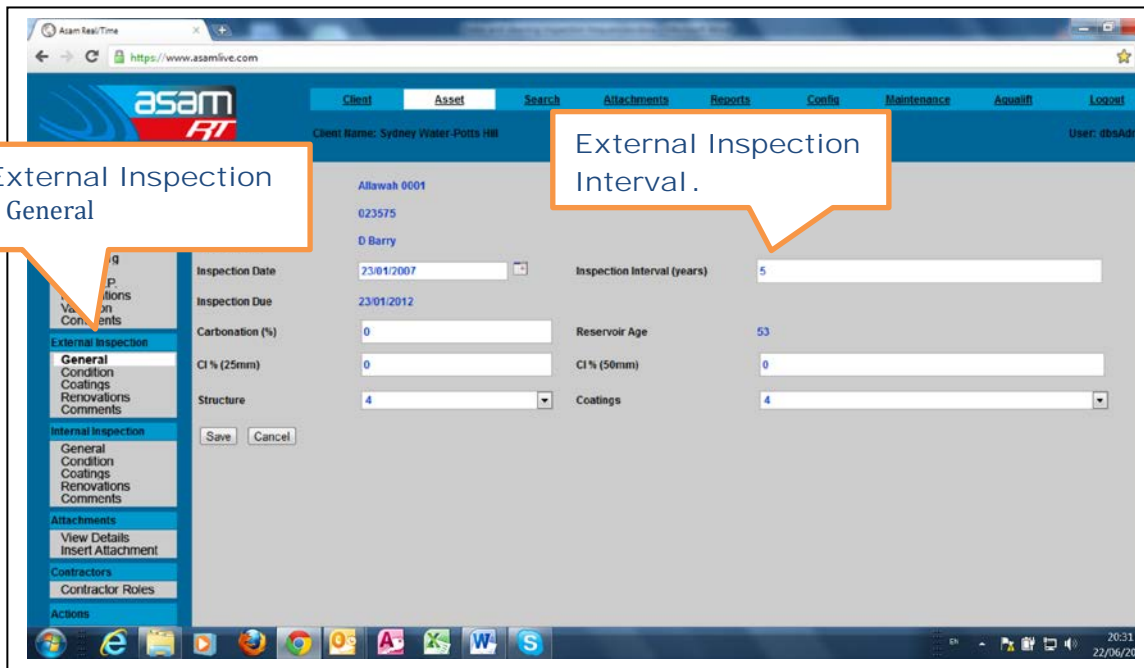 Asam Real/Time
https://www.asamlive.com
asam
RT
Client Asset Search Attachments Reports Config Maintenance Aqualift Logout
Client Name: Sydney Water-Potts Hill
User: dbsAdm
External Inspection
General
External Inspection
Interval.
Allawah 0001
023575
D Barry
Inspection Date 23/01/2007 Inspection Interval (years) 5
Inspection Due 23/01/2012
Carbonation (%) 0 Reservoir Age 53
Cl % (25mm) 0 Cl % (50mm) 0
Structure 4 Coatings 4
Save Cancel
External Inspection
General
Condition
Coatings
Renovations
Comments
Internal Inspection
General
Condition
Coatings
Renovations
Comments
Attachments
View Details
Insert Attachment
Contractors
Contractor Roles
Actions
EN
20:31
22/06/20